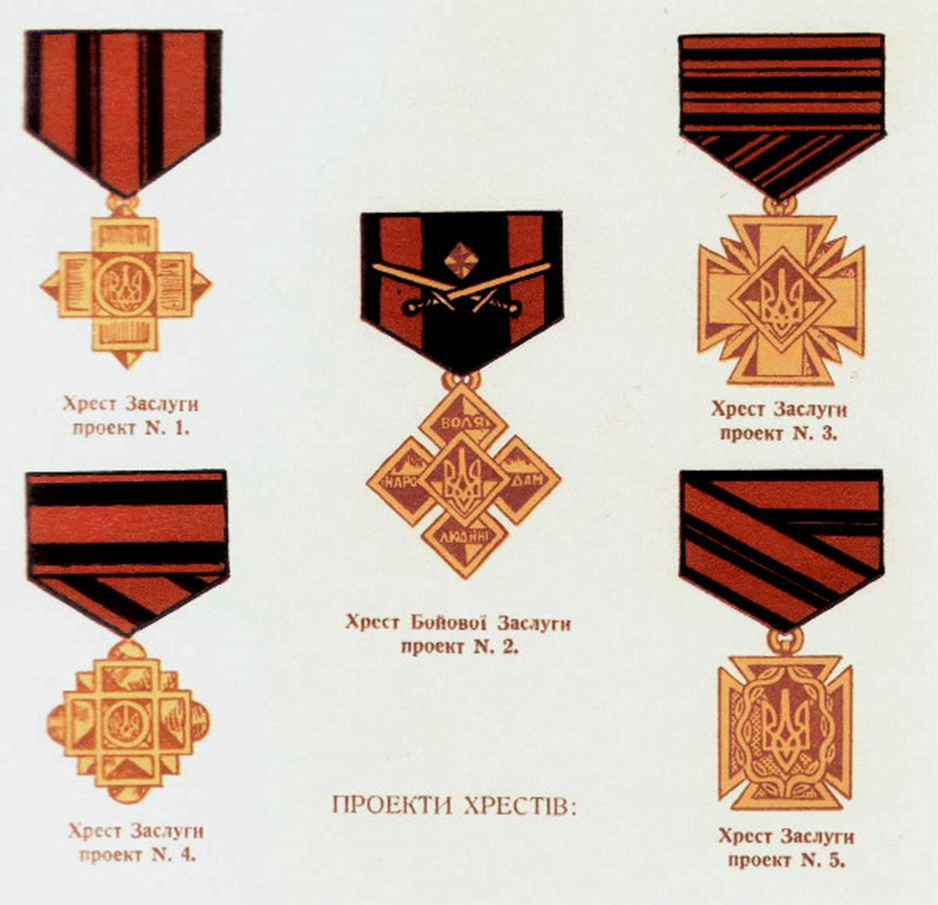 Хрест Заслуги
проект N. 1.
ВОЛЯ
НАРО
ДАМ
ЛЮДИНІ
Хрест Бойової Заслуги
проект N. 2.
Хрест Заслуги
проект N. 3.
Хрест Заслуги
проект N. 4.
ПРОЕКТИ ХРЕСТІВ:
Хрест Заслуги
проект N. 5.